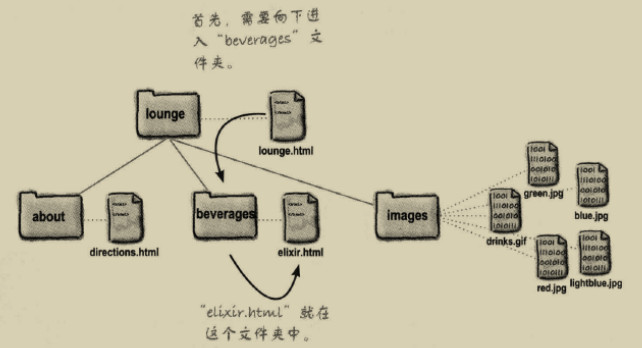 首先，需要向下进
入“beverages”文
件夹。
lounge
lounge.html
about
directions.html
beverages
elixir.html
images
green.jpg
blue.jpg
drinks.gif
red.jpg
lightblue.jpg
“elixir.html”就在
这个文件夹中。